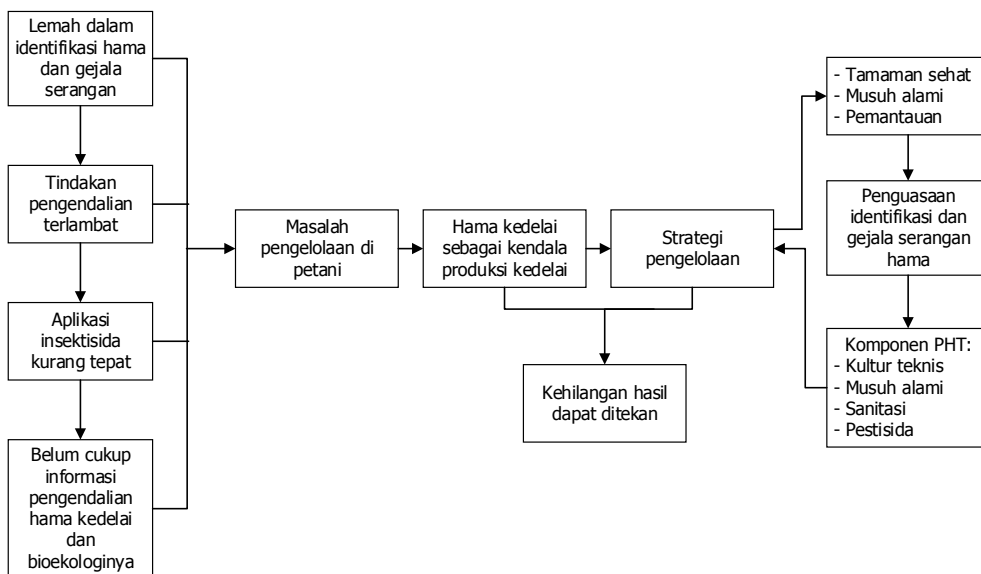 Lemah dalam
identifikasi hama
dan gejala
serangan
Tindakan
pengendalian
terlambat
Aplikasi
insektisida
kurang tepat
Belum cukup
informasi
pengendalian
hama kedelai
dan
bioekologinya
Masalah
pengelolaan di
petani
Hama kedelai
sebagai kendala
produksi kedelai
Strategi
pengelolaan
Kehilangan hasil
dapat ditekan
- Tamaman sehat
- Musuh alami
- Pemantauan
Penguasaan
identifikasi dan
gejala serangan
hama
Komponen PHT:
- Kultur teknis
- Musuh alami
- Sanitasi
- Pestisida